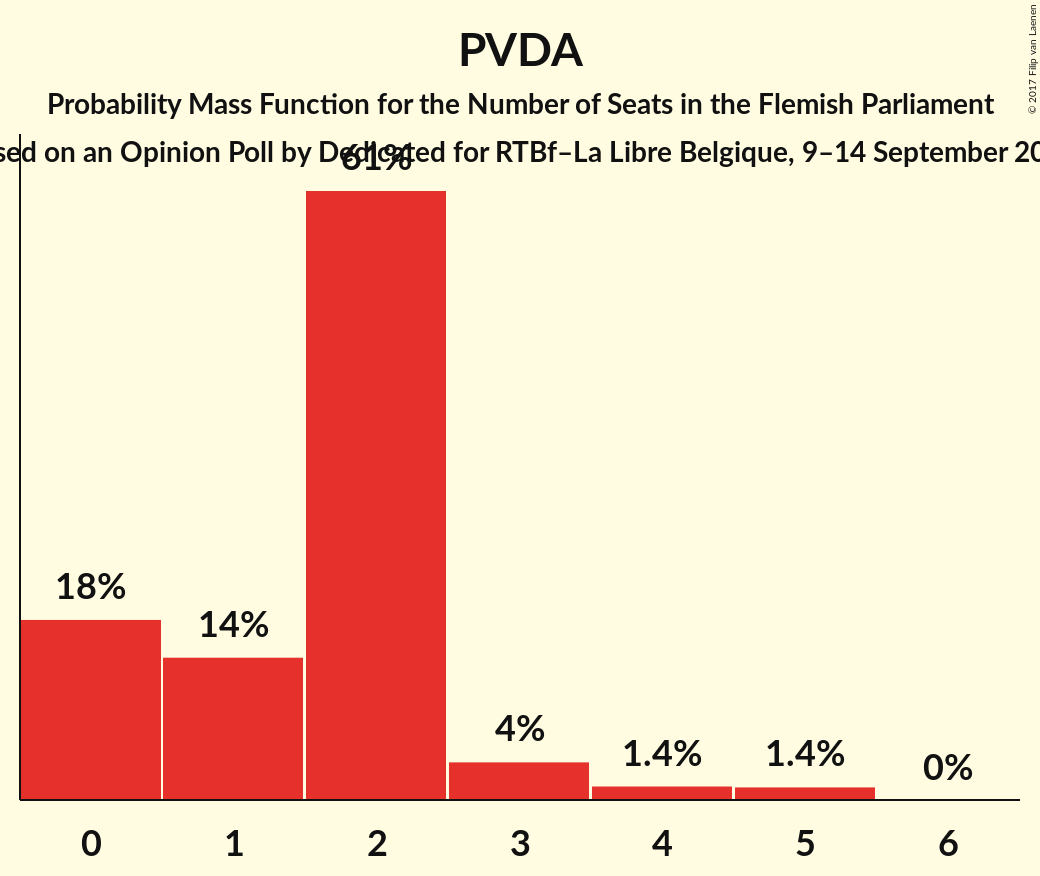 PVDA
Probability Mass Function for the Number of Seats in the Flemish Parliament
on an Opinion Poll by Dedicated for RTBf–La Libre Belgique, 9–14 September
61%
18%
14%
4%
1.4%
1.4%
0%
0 1 2 3 4 5 6
© 2017 Filip van Laenen